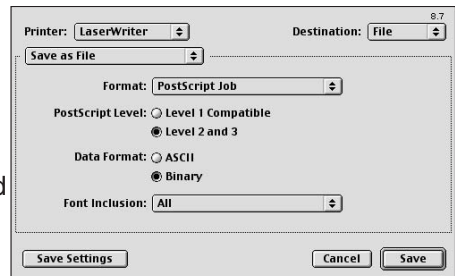 8.7
Printer: LaserWriter Destination: File
Save as File
Format: PostScript Job
PostScript Level: Level 1 Compatible
Level 2 and 3
Data Format: ASCII
d Binary
Font Inclusion: All
Save Settings Cancel Save